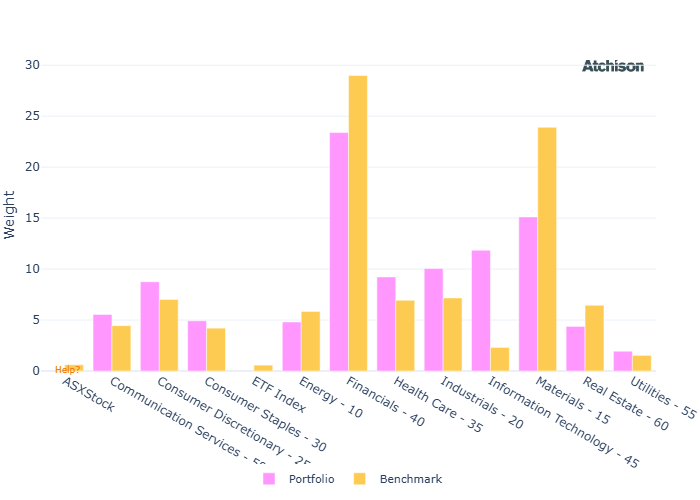 Atchison
30
25
20
15
10
5
0
Weight
Help?
ASXStock
Communication Services - 50
Consumer Discretionary - 25
Consumer Staples - 30
ETF Index
Energy - 10
Financials - 40
Health Care - 35
Industrials - 20
Information Technology - 45
Materials - 15
Real Estate - 60
Utilities - 55
Portfolio
Benchmark